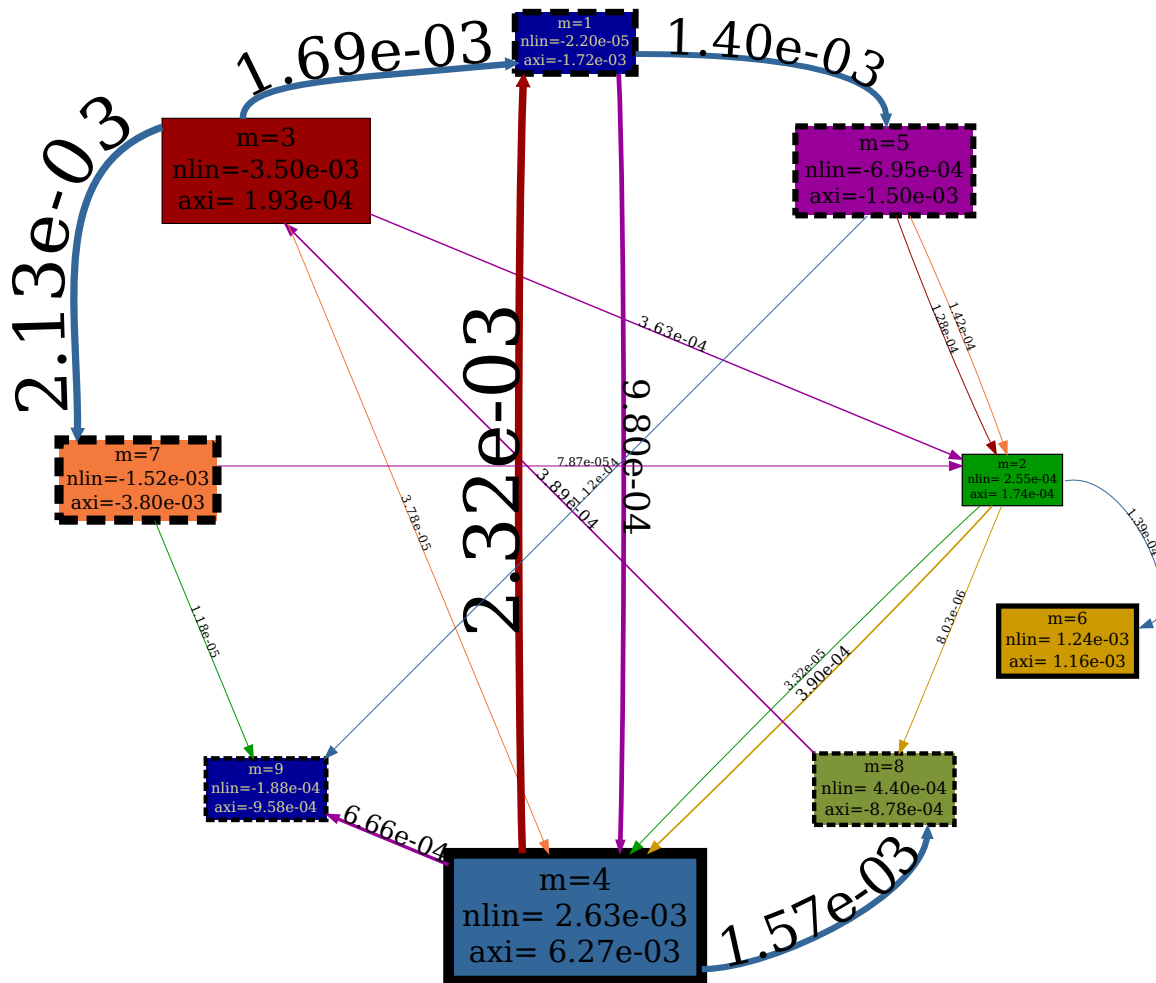 m=1
nlin=-2.20e-05
axi=-1.72e-03
1.69e-03
1.40e-03
m=3
nlin=-3.50e-03
axi= 1.93e-04
m=5
nlin=-6.95e-04
axi=-1.50e-03
2.13e-03
3.63e-04
1.28e-04
1.42e-04
2.32e-03
9.80e-04
m=7
nlin=-1.52e-03
axi=-3.80e-03
7.87e-05
1.12e-04
3.89e-04
3.78e-05
m=2
nlin= 2.55e-04
axi= 1.74e-04
1.39e-04
m=6
nlin= 1.24e-03
axi= 1.16e-03
1.18e-05
8.03e-06
3.32e-05
3.90e-04
m=9
nlin=-1.88e-04
axi=-9.58e-04
m=8
nlin= 4.40e-04
axi=-8.78e-04
6.66e-04
m=4
nlin= 2.63e-03
axi= 6.27e-03
1.57e-03